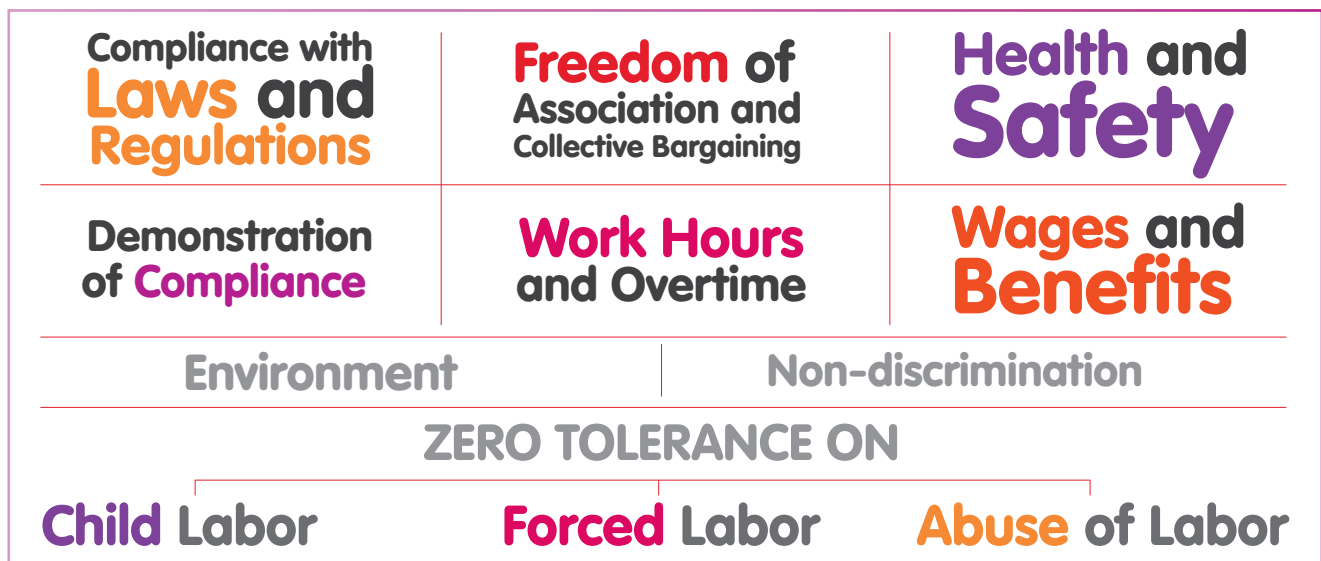 Compliance with
Laws and
Regulations
Freedom of
Association and
Collective Bargaining
Health and
Safety
Demonstration
of Compliance
Work Hours
and Overtime
Wages and
Benefits
Environment
Non-discrimination
ZERO TOLERANCE ON
Child Labor
Forced Labor
Abuse of Labor